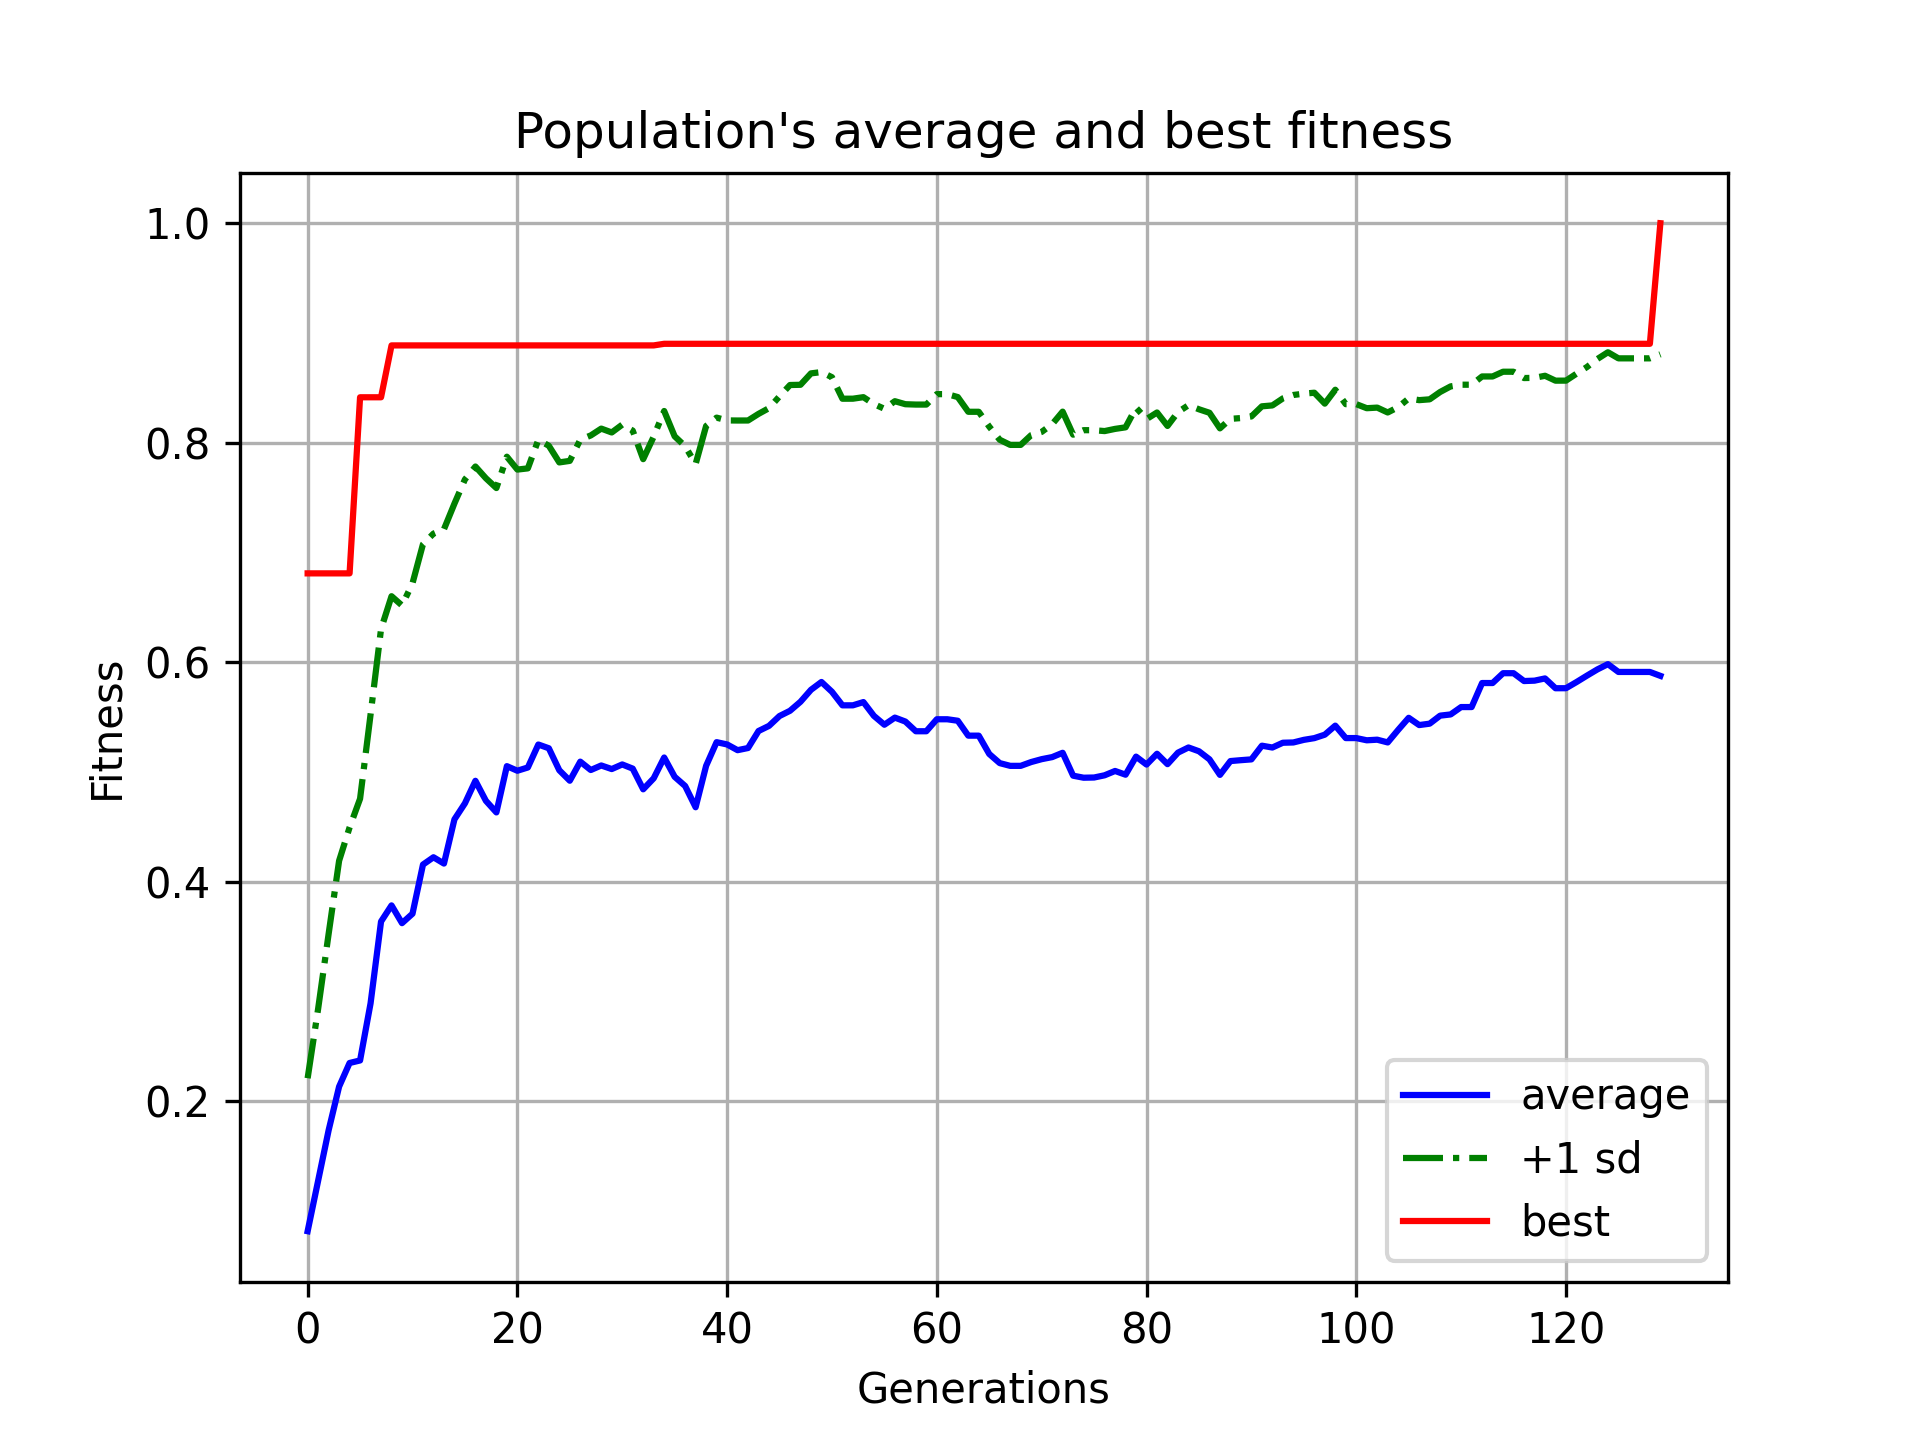 Population's average and best fitness
1.0
0.8
0.6
0.4
0.2
Fitness
0 20 40 60 80 100 120
Generations
average
+1 sd
best